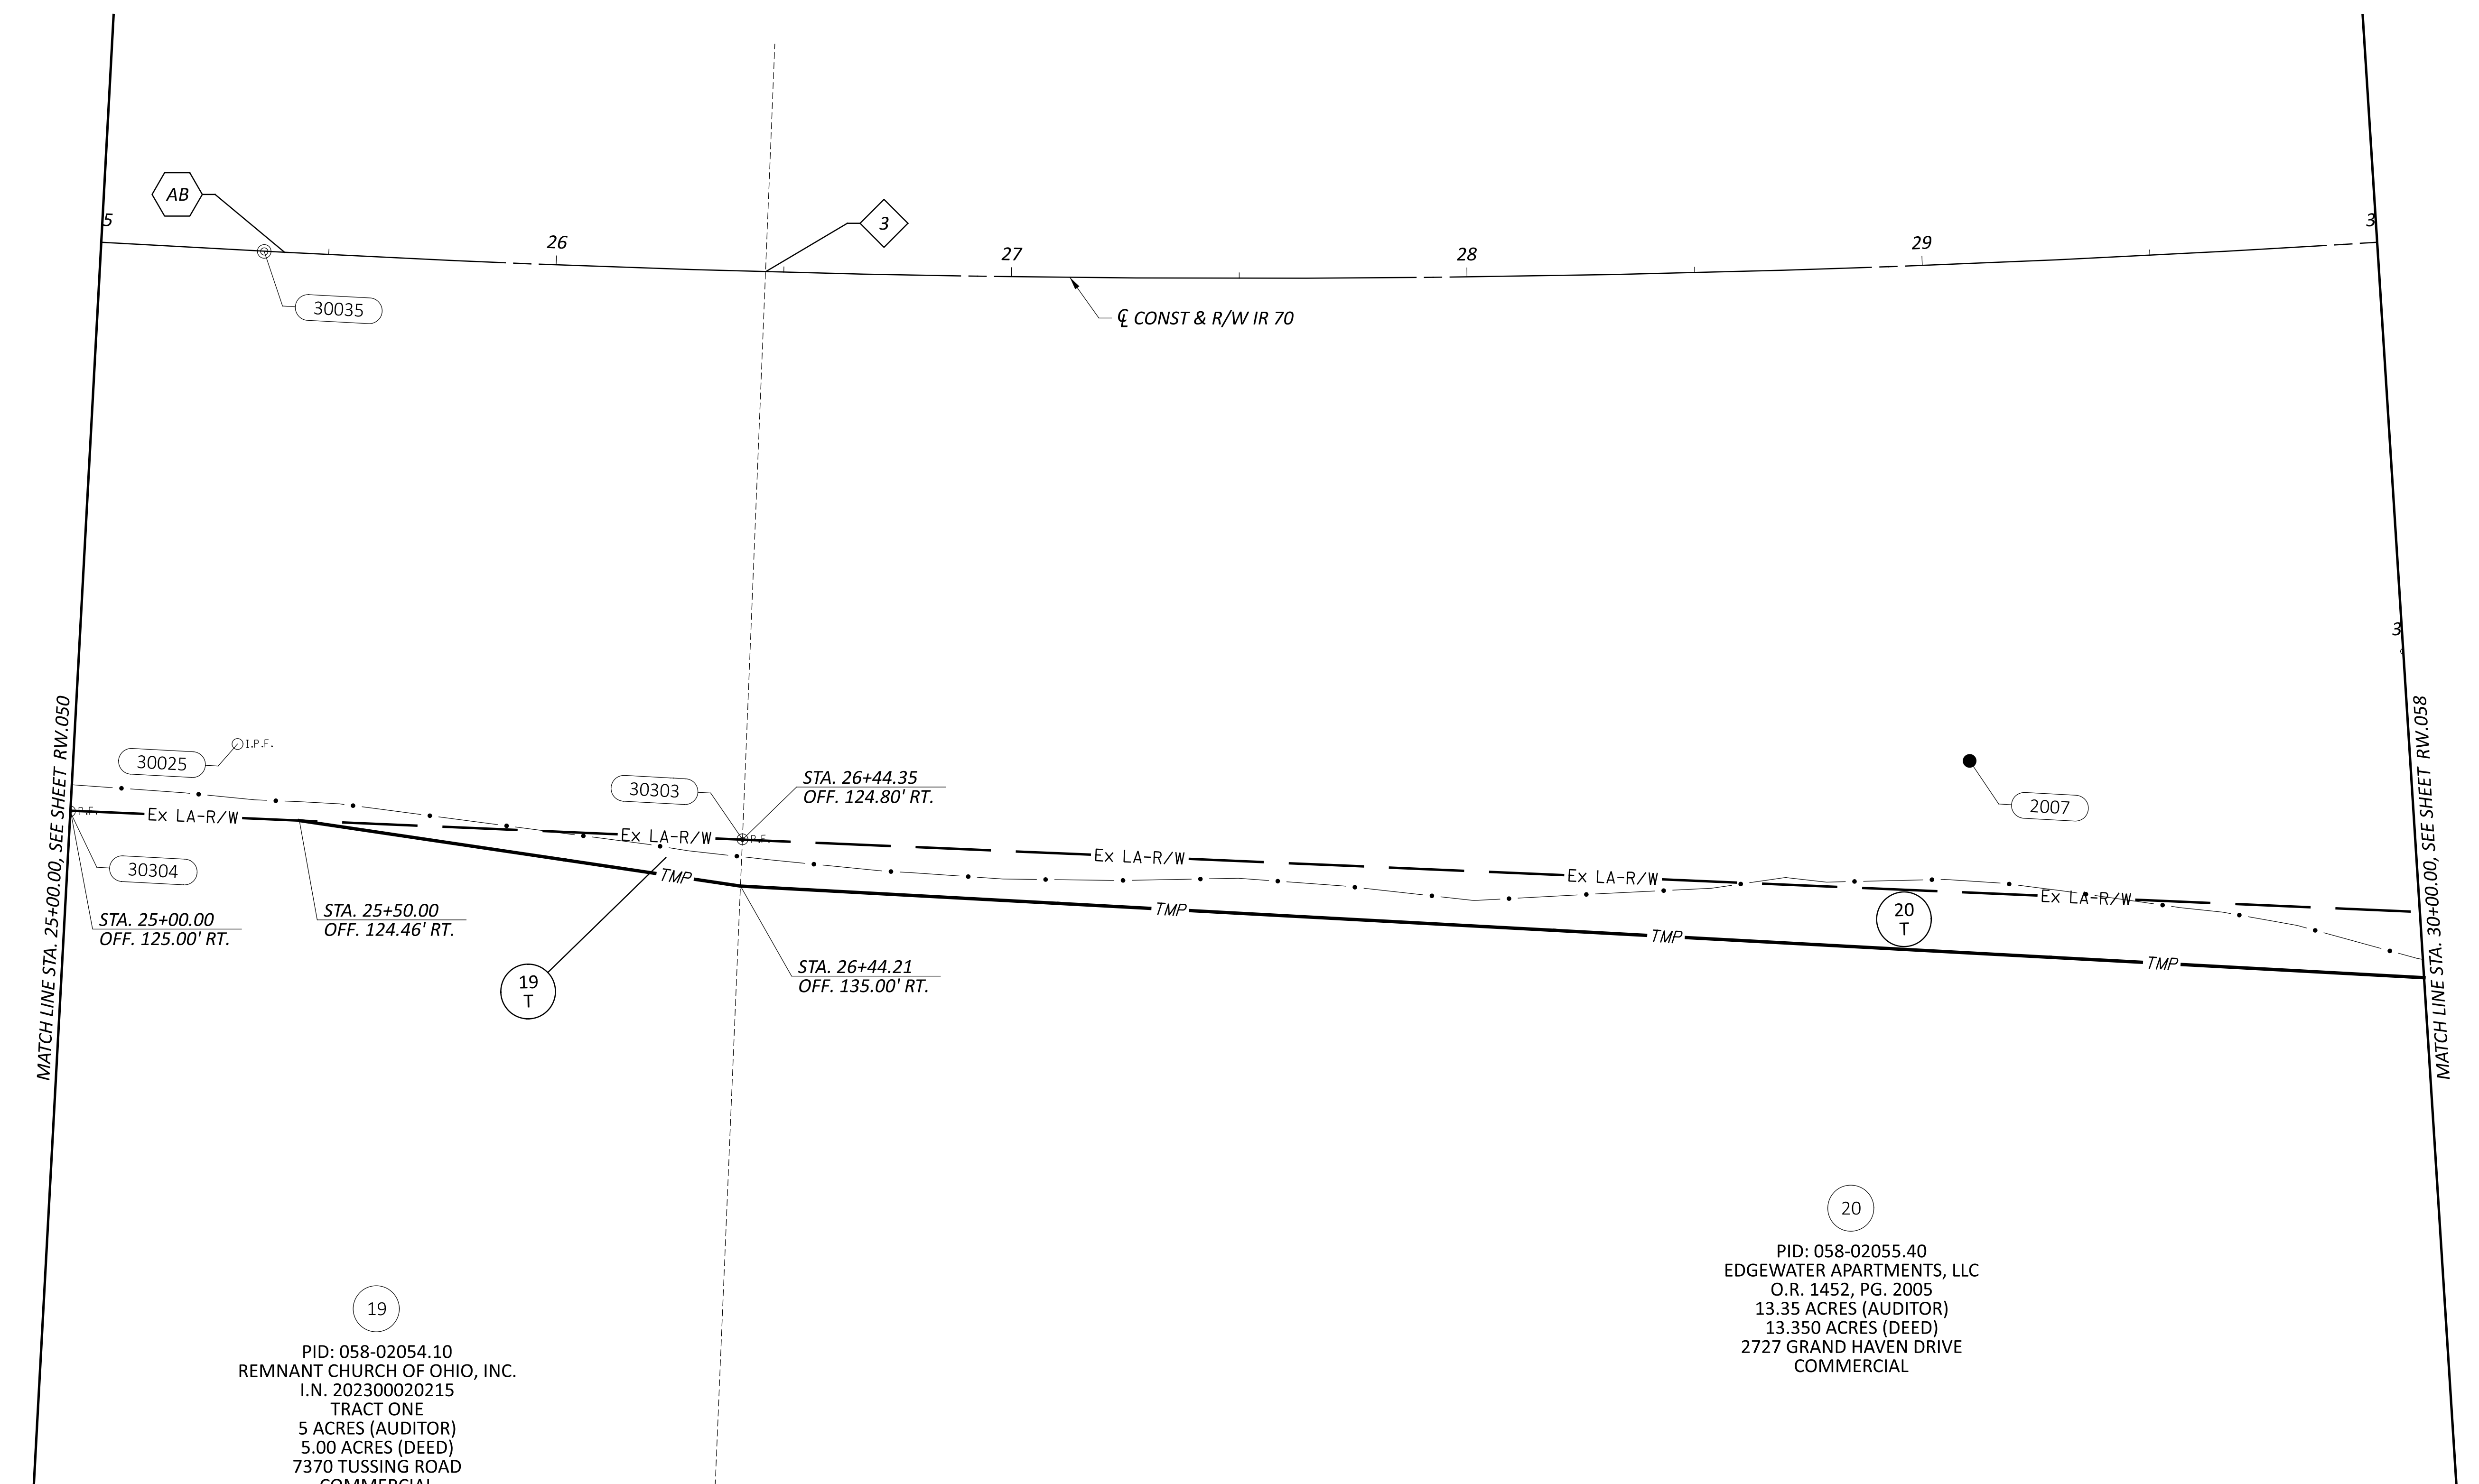 AB
5
26
3
27
28
29
3
30035
℄ CONST & R/W IR 70
3
MATCH LINE STA. 25+00.00, SEE SHEET RW.050
MATCH LINE STA. 30+00.00, SEE SHEET RW.058
30025
I.P.F.
30303
STA. 26+44.35
OFF. 124.80' RT.
2007
P.F.
Ex LA-R/W
Ex LA-R/W
P.F.
Ex LA-R/W
Ex LA-R/W
Ex LA-R/W
30304
TMP
TMP
TMP
TMP
20
T
STA. 25+00.00
OFF. 125.00' RT.
STA. 25+50.00
OFF. 124.46' RT.
STA. 26+44.21
OFF. 135.00' RT.
19
T
20
PID: 058-02055.40
EDGEWATER APARTMENTS, LLC
O.R. 1452, PG. 2005
13.35 ACRES (AUDITOR)
13.350 ACRES (DEED)
2727 GRAND HAVEN DRIVE
COMMERCIAL
19
PID: 058-02054.10
REMNANT CHURCH OF OHIO, INC.
I.N. 202300020215
TRACT ONE
5 ACRES (AUDITOR)
5.00 ACRES (DEED)
7370 TUSSING ROAD
COMMERCIAL